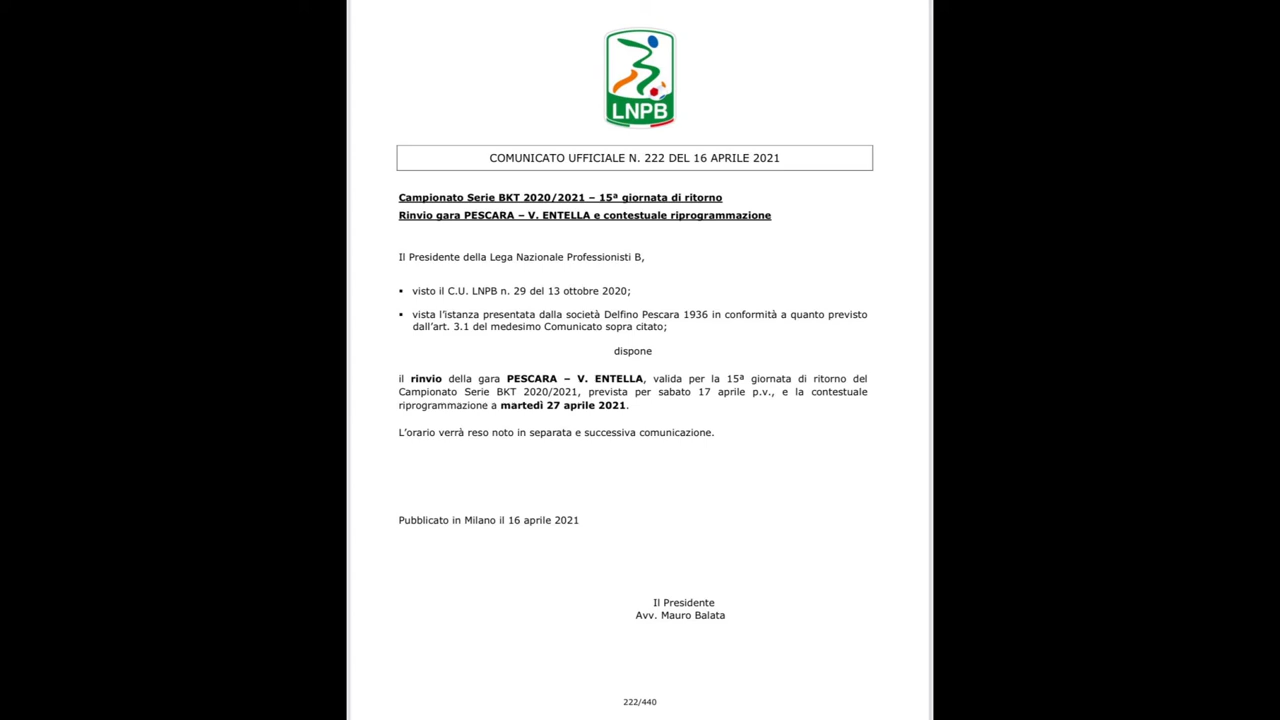 LNPB
COMUNICATO UFFICIALE N. 222 DEL 16 APRILE 2021
Campionato Serie BKT 2020/2021 – 15ª giornata di ritorno
Rinvio gara PESCARA – V. ENTELLA e contestuale riprogrammazione
Il Presidente della Lega Nazionale Professionisti B,
▪ visto il C.U. LNPB n. 29 del 13 ottobre 2020;
▪ vista l’istanza presentata dalla società Delfino Pescara 1936 in conformità a quanto previsto
dall’art. 3.1 del medesimo Comunicato sopra citato;
dispone
il rinvio della gara PESCARA – V. ENTELLA, valida per la 15ª giornata di ritorno del
Campionato Serie BKT 2020/2021, prevista per sabato 17 aprile p.v., e la contestuale
riprogrammazione a martedì 27 aprile 2021.
L’orario verrà reso noto in separata e successiva comunicazione.
Pubblicato in Milano il 16 aprile 2021
Il Presidente
Avv. Mauro Balata
222/440